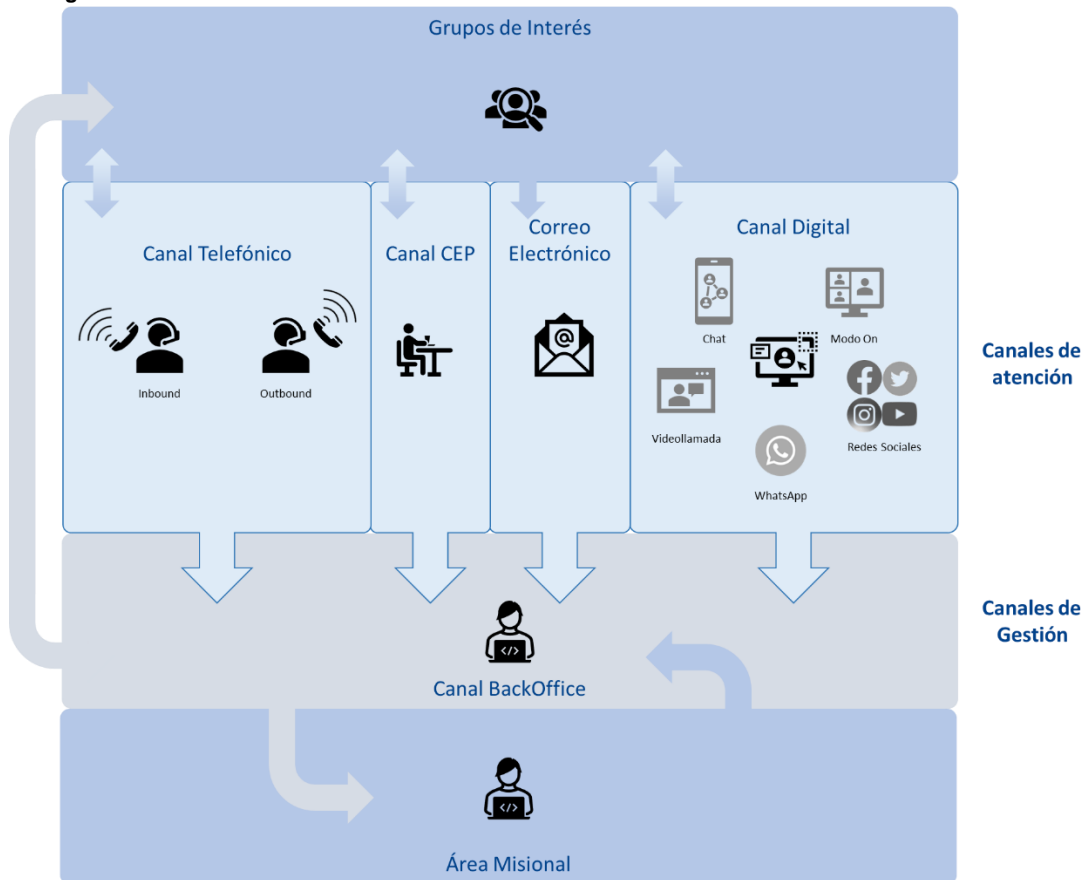 Grupos de Interés
Canal Telefónico
Canal CEP
Correo
Electrónico
Canal Digital
Inbound
Outbound
Chat
Modo On
Videollamada
Redes Sociales
WhatsApp
Canales de
atención
Canales de
Gestión
Canal BackOffice
Área Misional